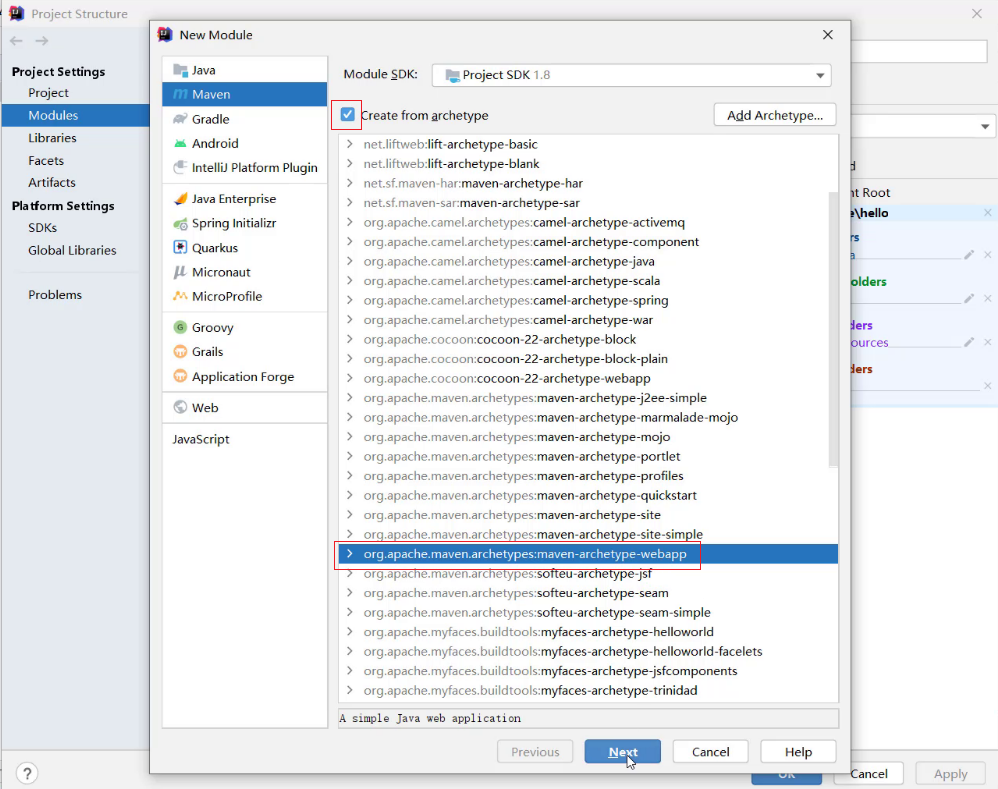 Project Structure
Project Settings
Project
Modules
Libraries
Facets
Artifacts
Platform Settings
SDKs
Global Libraries
Problems
New Module
Java
Maven
Gradle
Android
IntelliJ Platform Plugin
Java Enterprise
Spring Initializr
Quarkus
Micronaut
MicroProfile
Groovy
Grails
Application Forge
Web
JavaScript
Module SDK: Project SDK 1.8
Create from archetype Add Archetype...
net.liftweb:lift-archetype-basic
net.liftweb:lift-archetype-blank
net.sf.maven-har:maven-archetype-har
net.sf.maven-sar:maven-archetype-sar
org.apache.camel.archetypes:camel-archetype-activemq
org.apache.camel.archetypes:camel-archetype-component
org.apache.camel.archetypes:camel-archetype-java
org.apache.camel.archetypes:camel-archetype-scala
org.apache.camel.archetypes:camel-archetype-spring
org.apache.camel.archetypes:camel-archetype-war
org.apache.cocoon:cocoon-22-archetype-block
org.apache.cocoon:cocoon-22-archetype-block-plain
org.apache.cocoon:cocoon-22-archetype-webapp
org.apache.maven.archetypes:maven-archetype-j2ee-simple
org.apache.maven.archetypes:maven-archetype-marmalade-mojo
org.apache.maven.archetypes:maven-archetype-mojo
org.apache.maven.archetypes:maven-archetype-portlet
org.apache.maven.archetypes:maven-archetype-profiles
org.apache.maven.archetypes:maven-archetype-quickstart
org.apache.maven.archetypes:maven-archetype-site
org.apache.maven.archetypes:maven-archetype-site-simple
org.apache.maven.archetypes:maven-archetype-webapp
org.apache.maven.archetypes:softeu-archetype-jsf
org.apache.maven.archetypes:softeu-archetype-seam
org.apache.maven.archetypes:softeu-archetype-seam-simple
org.apache.myfaces.buildtools:myfaces-archetype-helloworld
org.apache.myfaces.buildtools:myfaces-archetype-helloworld-facelets
org.apache.myfaces.buildtools:myfaces-archetype-jsfcomponents
org.apache.myfaces.buildtools:myfaces-archetype-trinidad
A simple Java web application
Previous Next Cancel Help
d
nt Root
e\hello
rs
a
olders
ders
ources
ders
? OK Cancel Apply